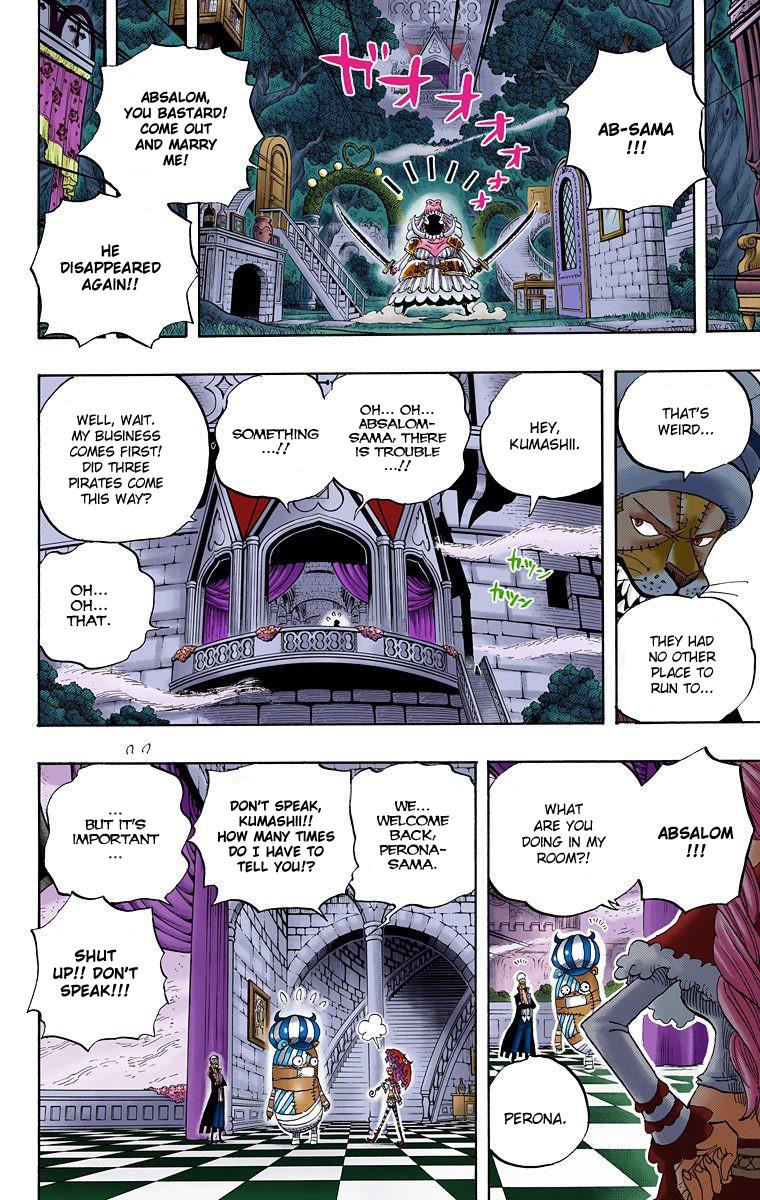 AB-SAMA
!!!
ガオオオオオ
ABSALOM,
YOU BASTARD!
COME OUT
AND MARRY
ME!
HE
DISAPPEARED
AGAIN!!
THAT'S
WEIRD...
THEY HAD
NO OTHER
PLACE TO
RUN TO...
HEY,
KUMASHII.
OH... OH...
ABSALOM-
SAMA, THERE
IS TROUBLE
...!!
SOMETHING
...!!
WELL, WAIT.
MY BUSINESS
COMES FIRST!
DID THREE
PIRATES COME
THIS WAY?
OH...
OH...
THAT.
カツン
カツン
ABSALOM
!!!
WHAT
ARE YOU
DOING IN MY
ROOM?!
PERONA.
WE...
WELCOME
BACK,
PERONA-
SAMA.
DON'T SPEAK,
KUMASHII!!
HOW MANY TIMES
DO I HAVE TO
TELL YOU!?
...
BUT IT'S
IMPORTANT
...
SHUT
UP!! DON'T
SPEAK!!!